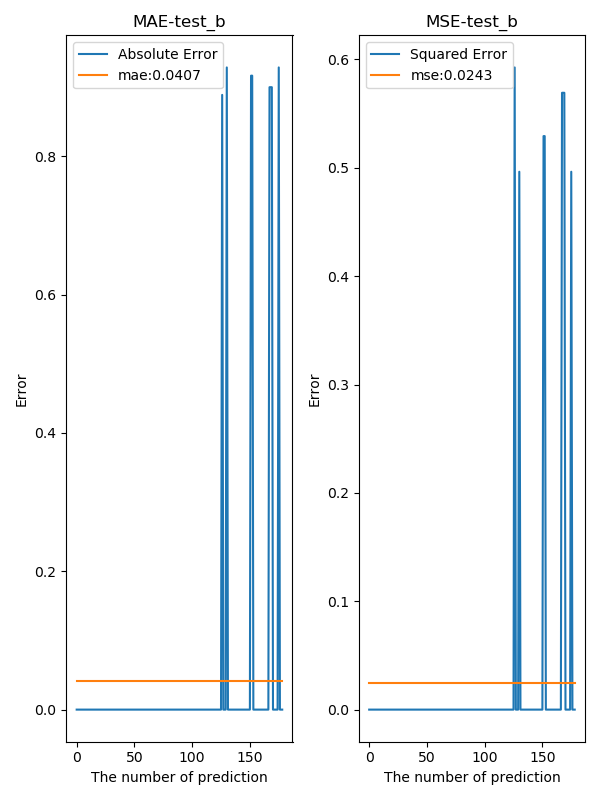 MAE-test_b
Absolute Error
mae:0.0407
Error
0.8
0.6
0.4
0.2
0.0
0 50 100 150
The number of prediction
MSE-test_b
Squared Error
mse:0.0243
Error
0.6
0.5
0.4
0.3
0.2
0.1
0.0
0 50 100 150
The number of prediction